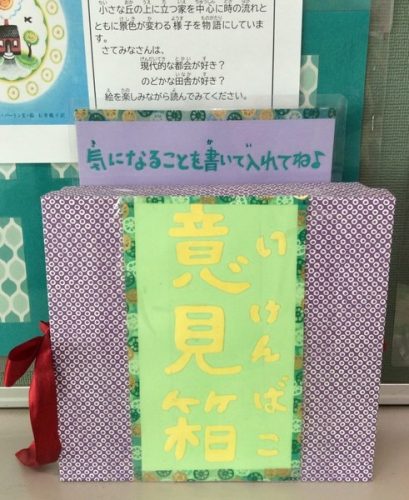 小さな丘の上に立つ家を中心に時の流れと
ともに景色が変わる様子を物語にしています。
さてみなさんは、
現代的な都会が好き？
のどかな田舎が好き？
絵を楽しみながら読んでみてください。
気になることも書いて入れてね♪
意見箱
いけんばこ